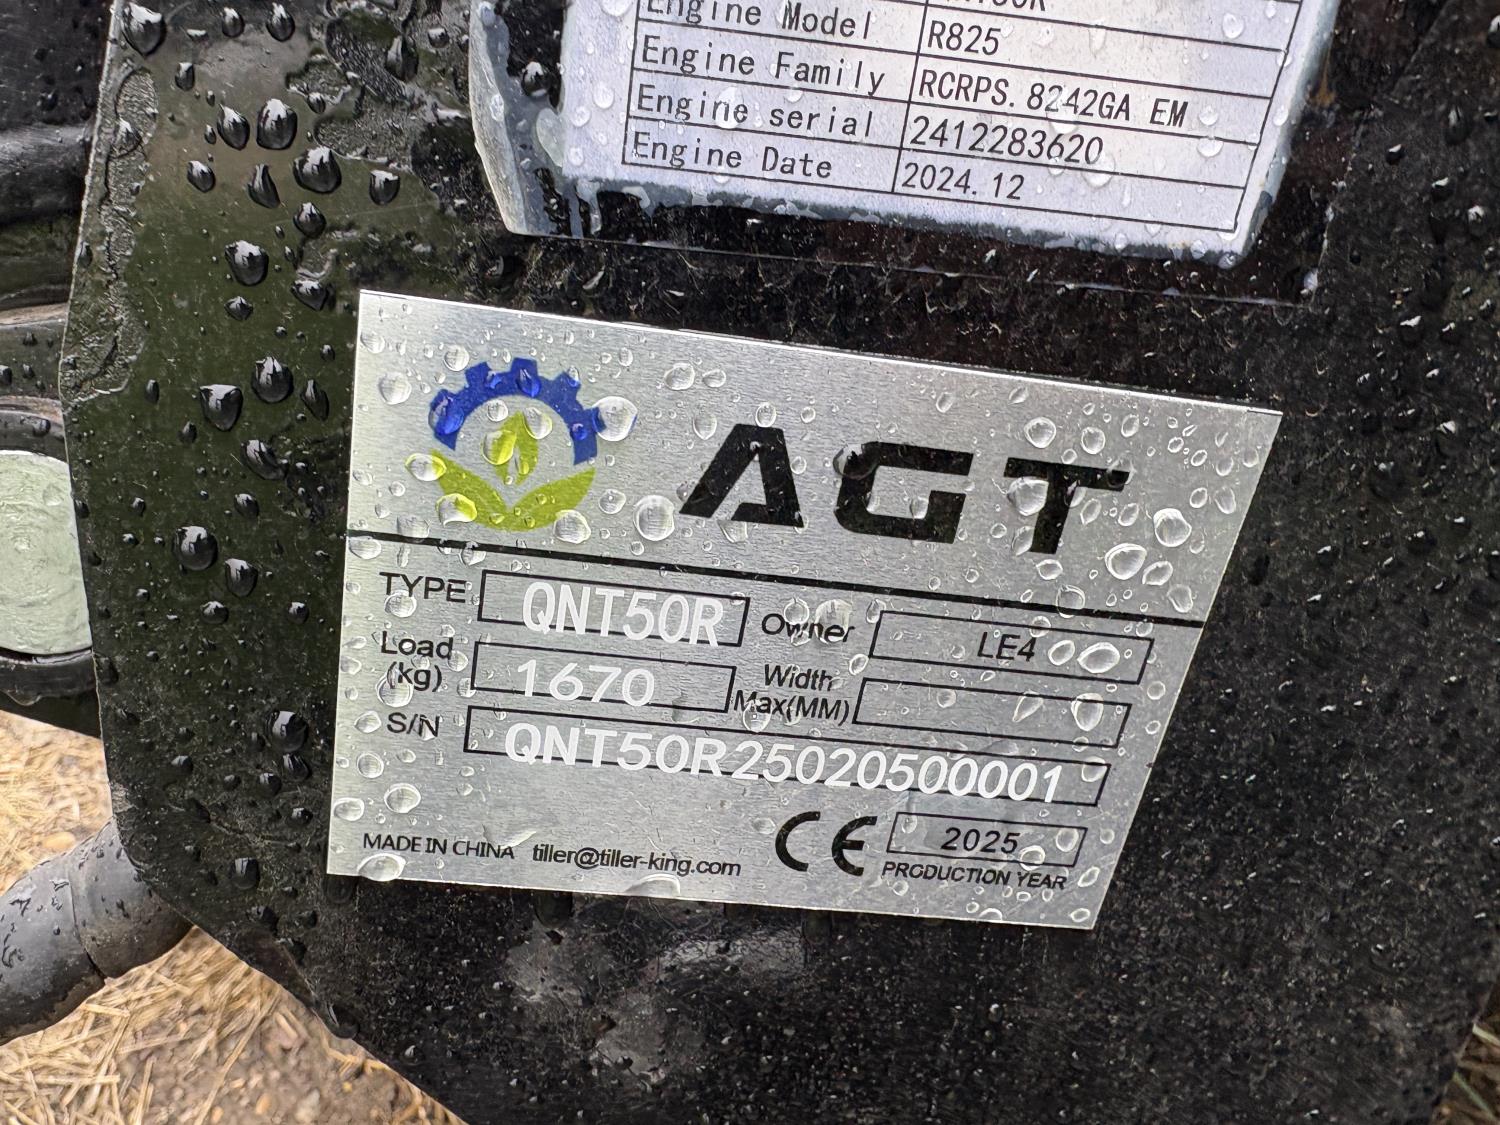 Engine Model R825
Engine Family RCRPS. 8242GA EM
Engine serial 2412283620
Engine Date 2024. 12
AGT
TYPE QNT50R Owner LE4
Load (kg) 1670 Width Max(MM)
S/N QNT50R25020500001
CE 2025
MADE IN CHINA tiller@tiller-king.com PRODUCTION YEAR